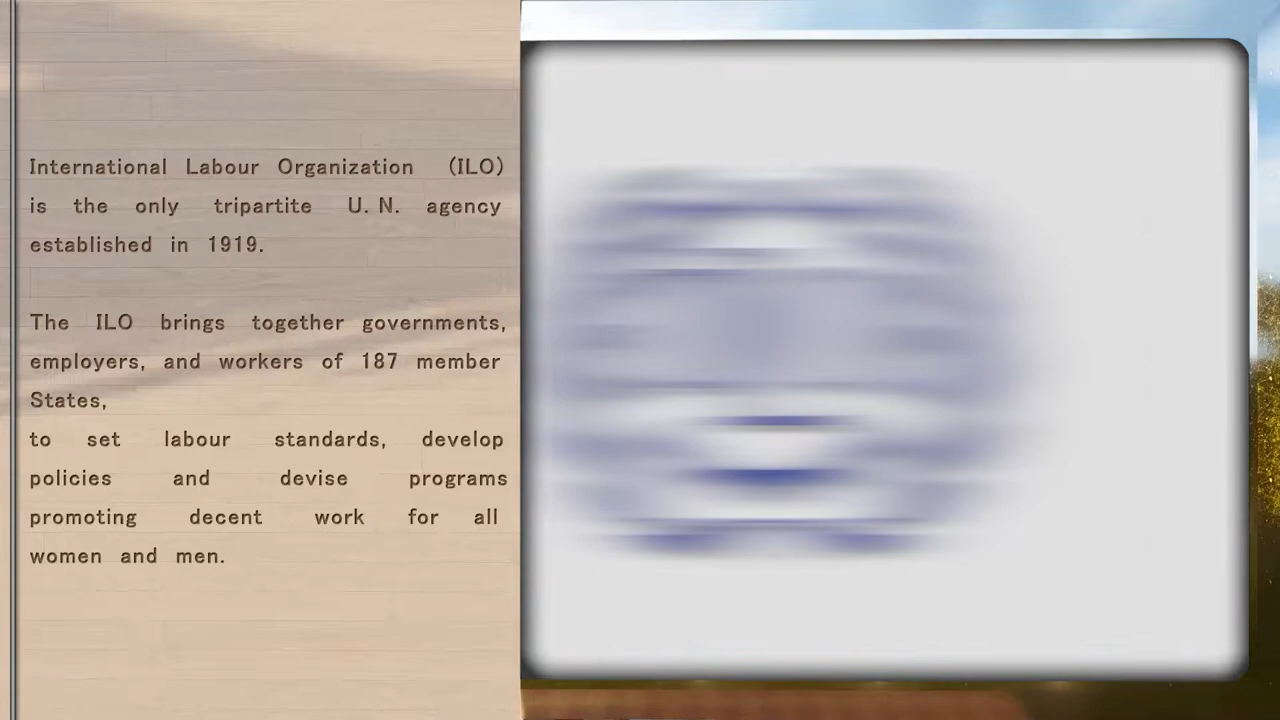 International Labour Organization (ILO)
is the only tripartite U.N. agency
established in 1919.
The ILO brings together governments,
employers, and workers of 187 member
States,
to set labour standards, develop
policies and devise programs
promoting decent work for all
women and men.